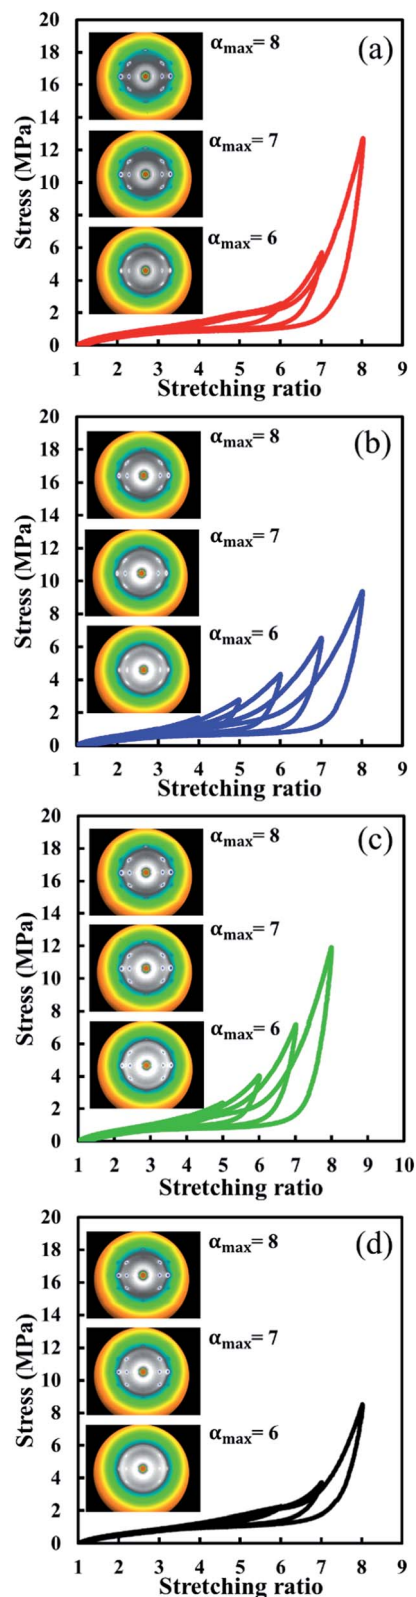 (a)
20
18
16
14
12
10
8
6
4
2
0
Stress (MPa)
αmax= 8
αmax= 7
αmax= 6
1 2 3 4 5 6 7 8 9
Stretching ratio
(b)
20
18
16
14
12
10
8
6
4
2
0
Stress (MPa)
αmax= 8
αmax= 7
αmax= 6
1 2 3 4 5 6 7 8 9
Stretching ratio
(c)
20
18
16
14
12
10
8
6
4
2
0
Stress (MPa)
αmax= 8
αmax= 7
αmax= 6
1 2 3 4 5 6 7 8 9 10
Stretching ratio
(d)
20
18
16
14
12
10
8
6
4
2
0
Stress (MPa)
αmax= 8
αmax= 7
αmax= 6
1 2 3 4 5 6 7 8 9
Stretching ratio